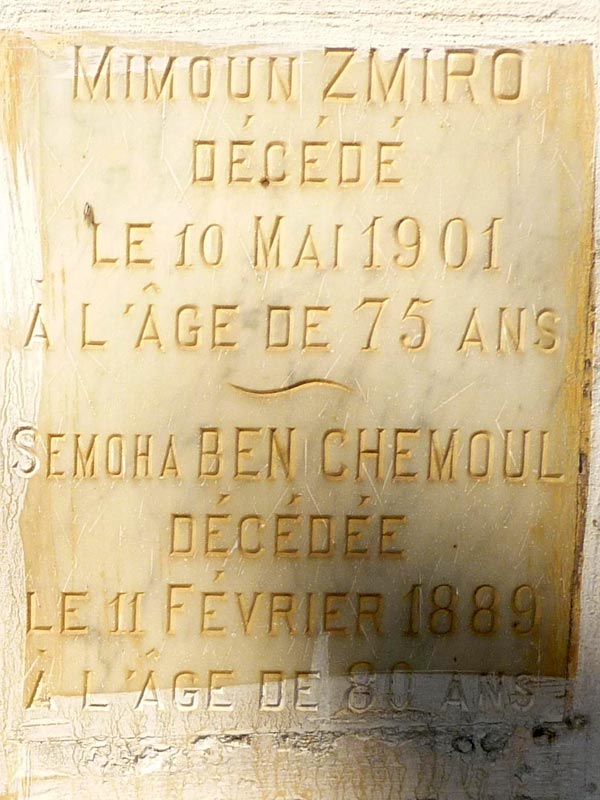 MIMOUN ZMIRO
DÉCÉDÉ
LE 10 MAI 1901
À L'ÂGE DE 75 ANS
SEMOHA BEN CHEMOUL
DÉCÉDÉE
LE 11 FÉVRIER 1889
À L'ÂGE DE 80 ANS